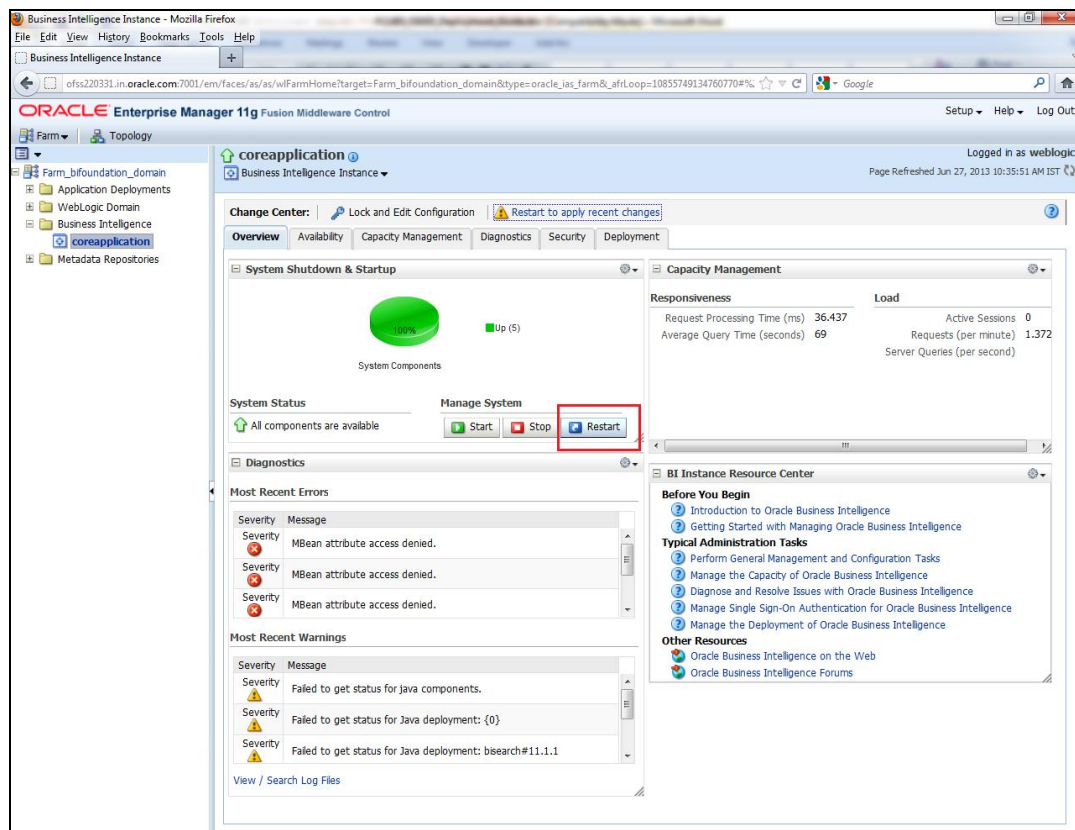 Business Intelligence Instance - Mozilla Firefox
File Edit View History Bookmarks Tools Help
Business Intelligence Instance +
ofss220331.in.oracle.com:7001/em/faces/as/as/wlFarmHome?target=Farm_bifoundation_domain&type=oracle_ias_farm&_afrLoop=10855749134760770#%
Google
ORACLE Enterprise Manager 11g Fusion Middleware Control
Setup Help Log Out
Farm Topology
Farm_bifoundation_domain
Application Deployments
WebLogic Domain
Business Intelligence
coreapplication
Metadata Repositories
coreapplication
Business Intelligence Instance
Logged in as weblogic
Page Refreshed Jun 27, 2013 10:35:51 AM IST
Change Center: Lock and Edit Configuration Restart to apply recent changes
Overview Availability Capacity Management Diagnostics Security Deployment
System Shutdown & Startup
100%
Up (5)
System Components
System Status
All components are available
Manage System
Start Stop Restart
Diagnostics
Most Recent Errors
Severity Message
Severity MBean attribute access denied.
Severity MBean attribute access denied.
Severity MBean attribute access denied.
Most Recent Warnings
Severity Message
Severity Failed to get status for java components.
Severity Failed to get status for Java deployment: {0}
Severity Failed to get status for Java deployment: bisearch#11.1.1
View / Search Log Files
Capacity Management
Responsiveness
Request Processing Time (ms) 36.437
Average Query Time (seconds) 69
Load
Active Sessions 0
Requests (per minute) 1.372
Server Queries (per second)
BI Instance Resource Center
Before You Begin
Introduction to Oracle Business Intelligence
Getting Started with Managing Oracle Business Intelligence
Typical Administration Tasks
Perform General Management and Configuration Tasks
Manage the Capacity of Oracle Business Intelligence
Diagnose and Resolve Issues with Oracle Business Intelligence
Manage Single Sign-On Authentication for Oracle Business Intelligence
Manage the Deployment of Oracle Business Intelligence
Other Resources
Oracle Business Intelligence on the Web
Oracle Business Intelligence Forums